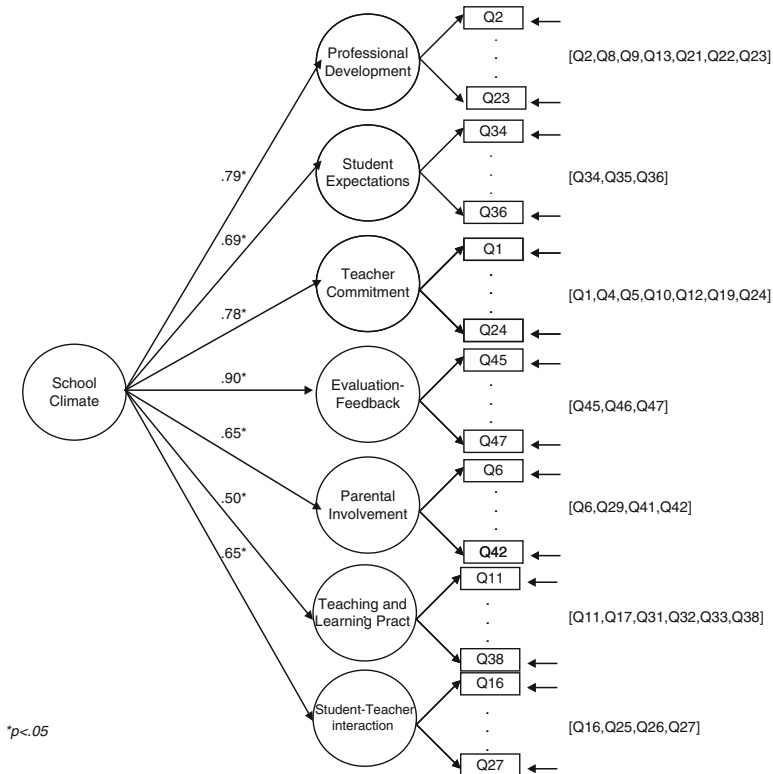 Professional
Development
Q2
Q23
[Q2,Q8,Q9,Q13,Q21,Q22,Q23]
.79*
Student
Expectations
Q34
Q36
[Q34,Q35,Q36]
.69*
Teacher
Commitment
Q1
Q24
[Q1,Q4,Q5,Q10,Q12,Q19,Q24]
.78*
School
Climate
.90*
Evaluation-
Feedback
Q45
Q47
[Q45,Q46,Q47]
.65*
Parental
Involvement
Q6
Q42
[Q6,Q29,Q41,Q42]
.50*
Teaching and
Learning Pract
Q11
Q38
[Q11,Q17,Q31,Q32,Q33,Q38]
.65*
Student-Teacher
interaction
Q16
Q27
[Q16,Q25,Q26,Q27]
*p<.05